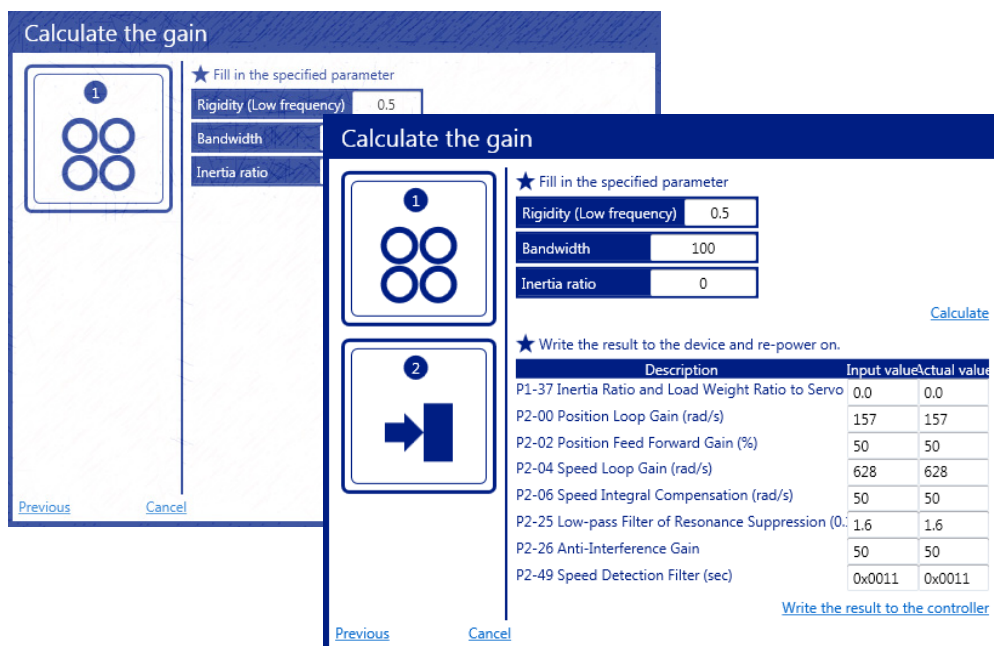 Calculate the gain
1
★ Fill in the specified parameter
Rigidity (Low frequency) 0.5
Bandwidth
Inertia ratio
Previous Cancel
Calculate the gain
1
★ Fill in the specified parameter
Rigidity (Low frequency) 0.5
Bandwidth 100
Inertia ratio 0
Calculate
2
★ Write the result to the device and re-power on.
Description Input value Actual value
P1-37 Inertia Ratio and Load Weight Ratio to Servo 0.0 0.0
P2-00 Position Loop Gain (rad/s) 157 157
P2-02 Position Feed Forward Gain (%) 50 50
P2-04 Speed Loop Gain (rad/s) 628 628
P2-06 Speed Integral Compensation (rad/s) 50 50
P2-25 Low-pass Filter of Resonance Suppression (0. 1.6 1.6
P2-26 Anti-Interference Gain 50 50
P2-49 Speed Detection Filter (sec) 0x0011 0x0011
Write the result to the controller
Previous Cancel